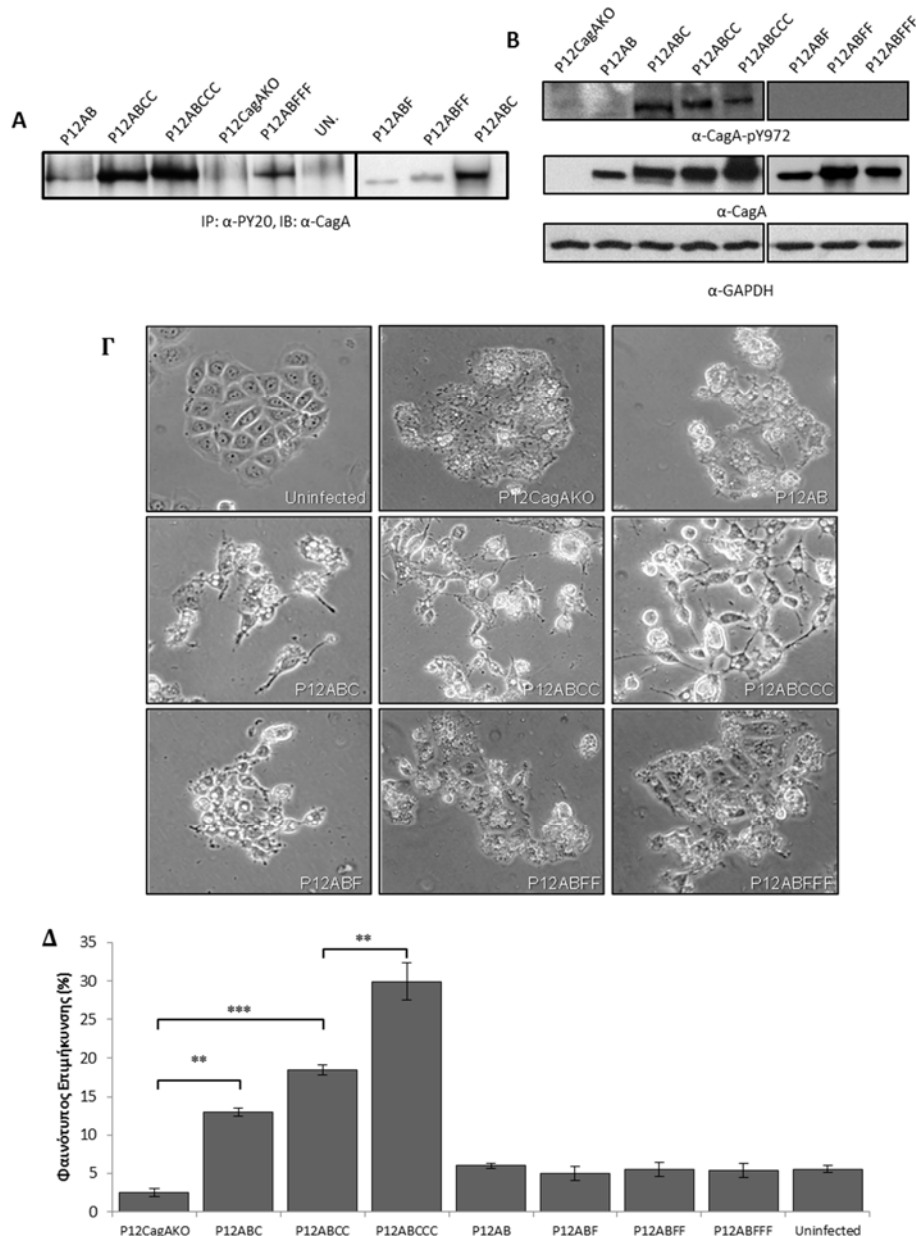 A
P12AB
P12ABCC
P12ABCCC
P12CagAKO
P12ABFFF
UN.
P12ABF
P12ABFF
P12ABC
IP: α-PY20, IB: α-CagA
B
P12CagAKO
P12AB
P12ABC
P12ABCC
P12ABCCC
P12ABF
P12ABFF
P12ABFFF
α-CagA-pY972
α-CagA
α-GAPDH
Γ
Uninfected
P12CagAKO
P12AB
P12ABC
P12ABCC
P12ABCCC
P12ABF
P12ABFF
P12ABFFF
Δ
Φαινότυπος Επιμήκυνσης (%)
35
30
25
20
15
10
5
0
**
***
**
P12CagAKO
P12ABC
P12ABCC
P12ABCCC
P12AB
P12ABF
P12ABFF
P12ABFFF
Uninfected